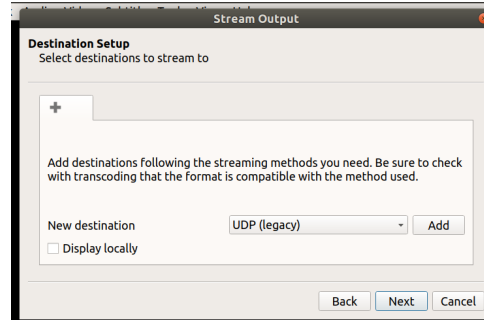 Stream Output
Destination Setup
Select destinations to stream to
Add destinations following the streaming methods you need. Be sure to check
with transcoding that the format is compatible with the method used.
New destination
UDP (legacy)
Add
Display locally
Back
Next
Cancel